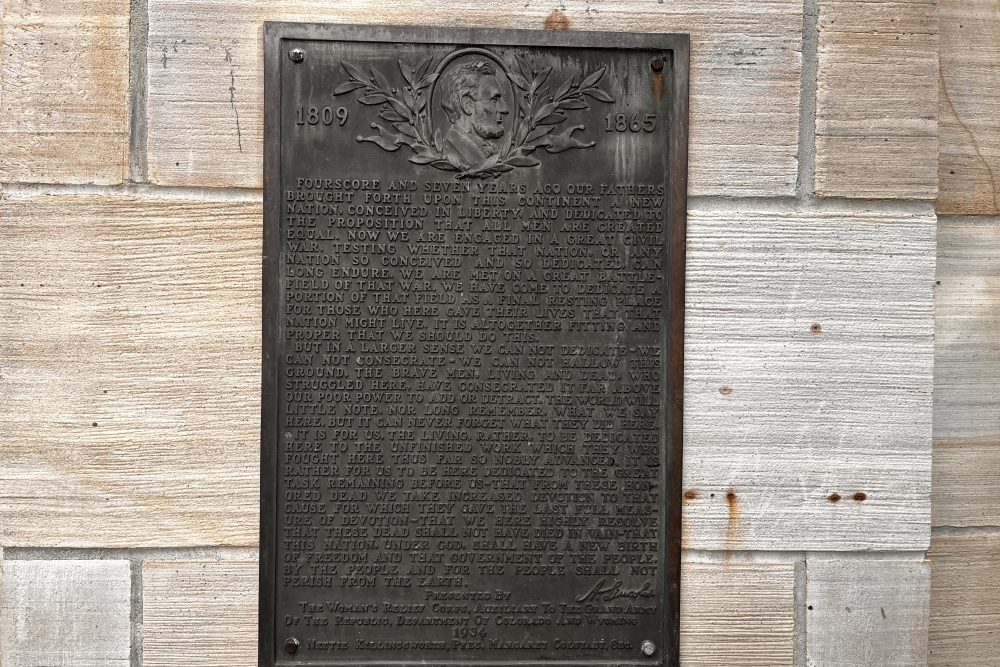 1809
1865
FOURSCORE AND SEVEN YEARS AGO OUR FATHERS
BROUGHT FORTH UPON THIS CONTINENT A NEW
NATION, CONCEIVED IN LIBERTY, AND DEDICATED TO
THE PROPOSITION THAT ALL MEN ARE CREATED
EQUAL. NOW WE ARE ENGAGED IN A GREAT CIVIL
WAR, TESTING WHETHER THAT NATION, OR ANY
NATION SO CONCEIVED AND SO DEDICATED, CAN
LONG ENDURE. WE ARE MET ON A GREAT BATTLE-
FIELD OF THAT WAR. WE HAVE COME TO DEDICATE A
PORTION OF THAT FIELD AS A FINAL RESTING PLACE
FOR THOSE WHO HERE GAVE THEIR LIVES THAT THAT
NATION MIGHT LIVE. IT IS ALTOGETHER FITTING AND
PROPER THAT WE SHOULD DO THIS.
BUT IN A LARGER SENSE WE CAN NOT DEDICATE-WE
CAN NOT CONSECRATE-WE CAN NOT HALLOW THIS
GROUND. THE BRAVE MEN, LIVING AND DEAD, WHO
STRUGGLED HERE, HAVE CONSECRATED IT FAR ABOVE
OUR POOR POWER TO ADD OR DETRACT. THE WORLD WILL
LITTLE NOTE, NOR LONG REMEMBER, WHAT WE SAY
HERE, BUT IT CAN NEVER FORGET WHAT THEY DID HERE.
IT IS FOR US, THE LIVING, RATHER, TO BE DEDICATED
HERE TO THE UNFINISHED WORK WHICH THEY WHO
FOUGHT HERE THUS FAR SO NOBLY ADVANCED. IT IS
RATHER FOR US TO BE HERE DEDICATED TO THE GREAT
TASK REMAINING BEFORE US-THAT FROM THESE HON-
ORED DEAD WE TAKE INCREASED DEVOTION TO THAT
CAUSE FOR WHICH THEY GAVE THE LAST FULL MEAS-
URE OF DEVOTION-THAT WE HERE HIGHLY RESOLVE
THAT THESE DEAD SHALL NOT HAVE DIED IN VAIN-THAT
THIS NATION, UNDER GOD, SHALL HAVE A NEW BIRTH
OF FREEDOM AND THAT GOVERNMENT OF THE PEOPLE,
BY THE PEOPLE AND FOR THE PEOPLE SHALL NOT
PERISH FROM THE EARTH.
PRESENTED BY
THE WOMAN'S RELIEF CORPS, AUXILIARY TO THE GRAND ARMY
OF THE REPUBLIC, DEPARTMENT OF COLORADO AND WYOMING
1934
NETTIE KELLINGSWORTH, PRES. MARGARET SEC.